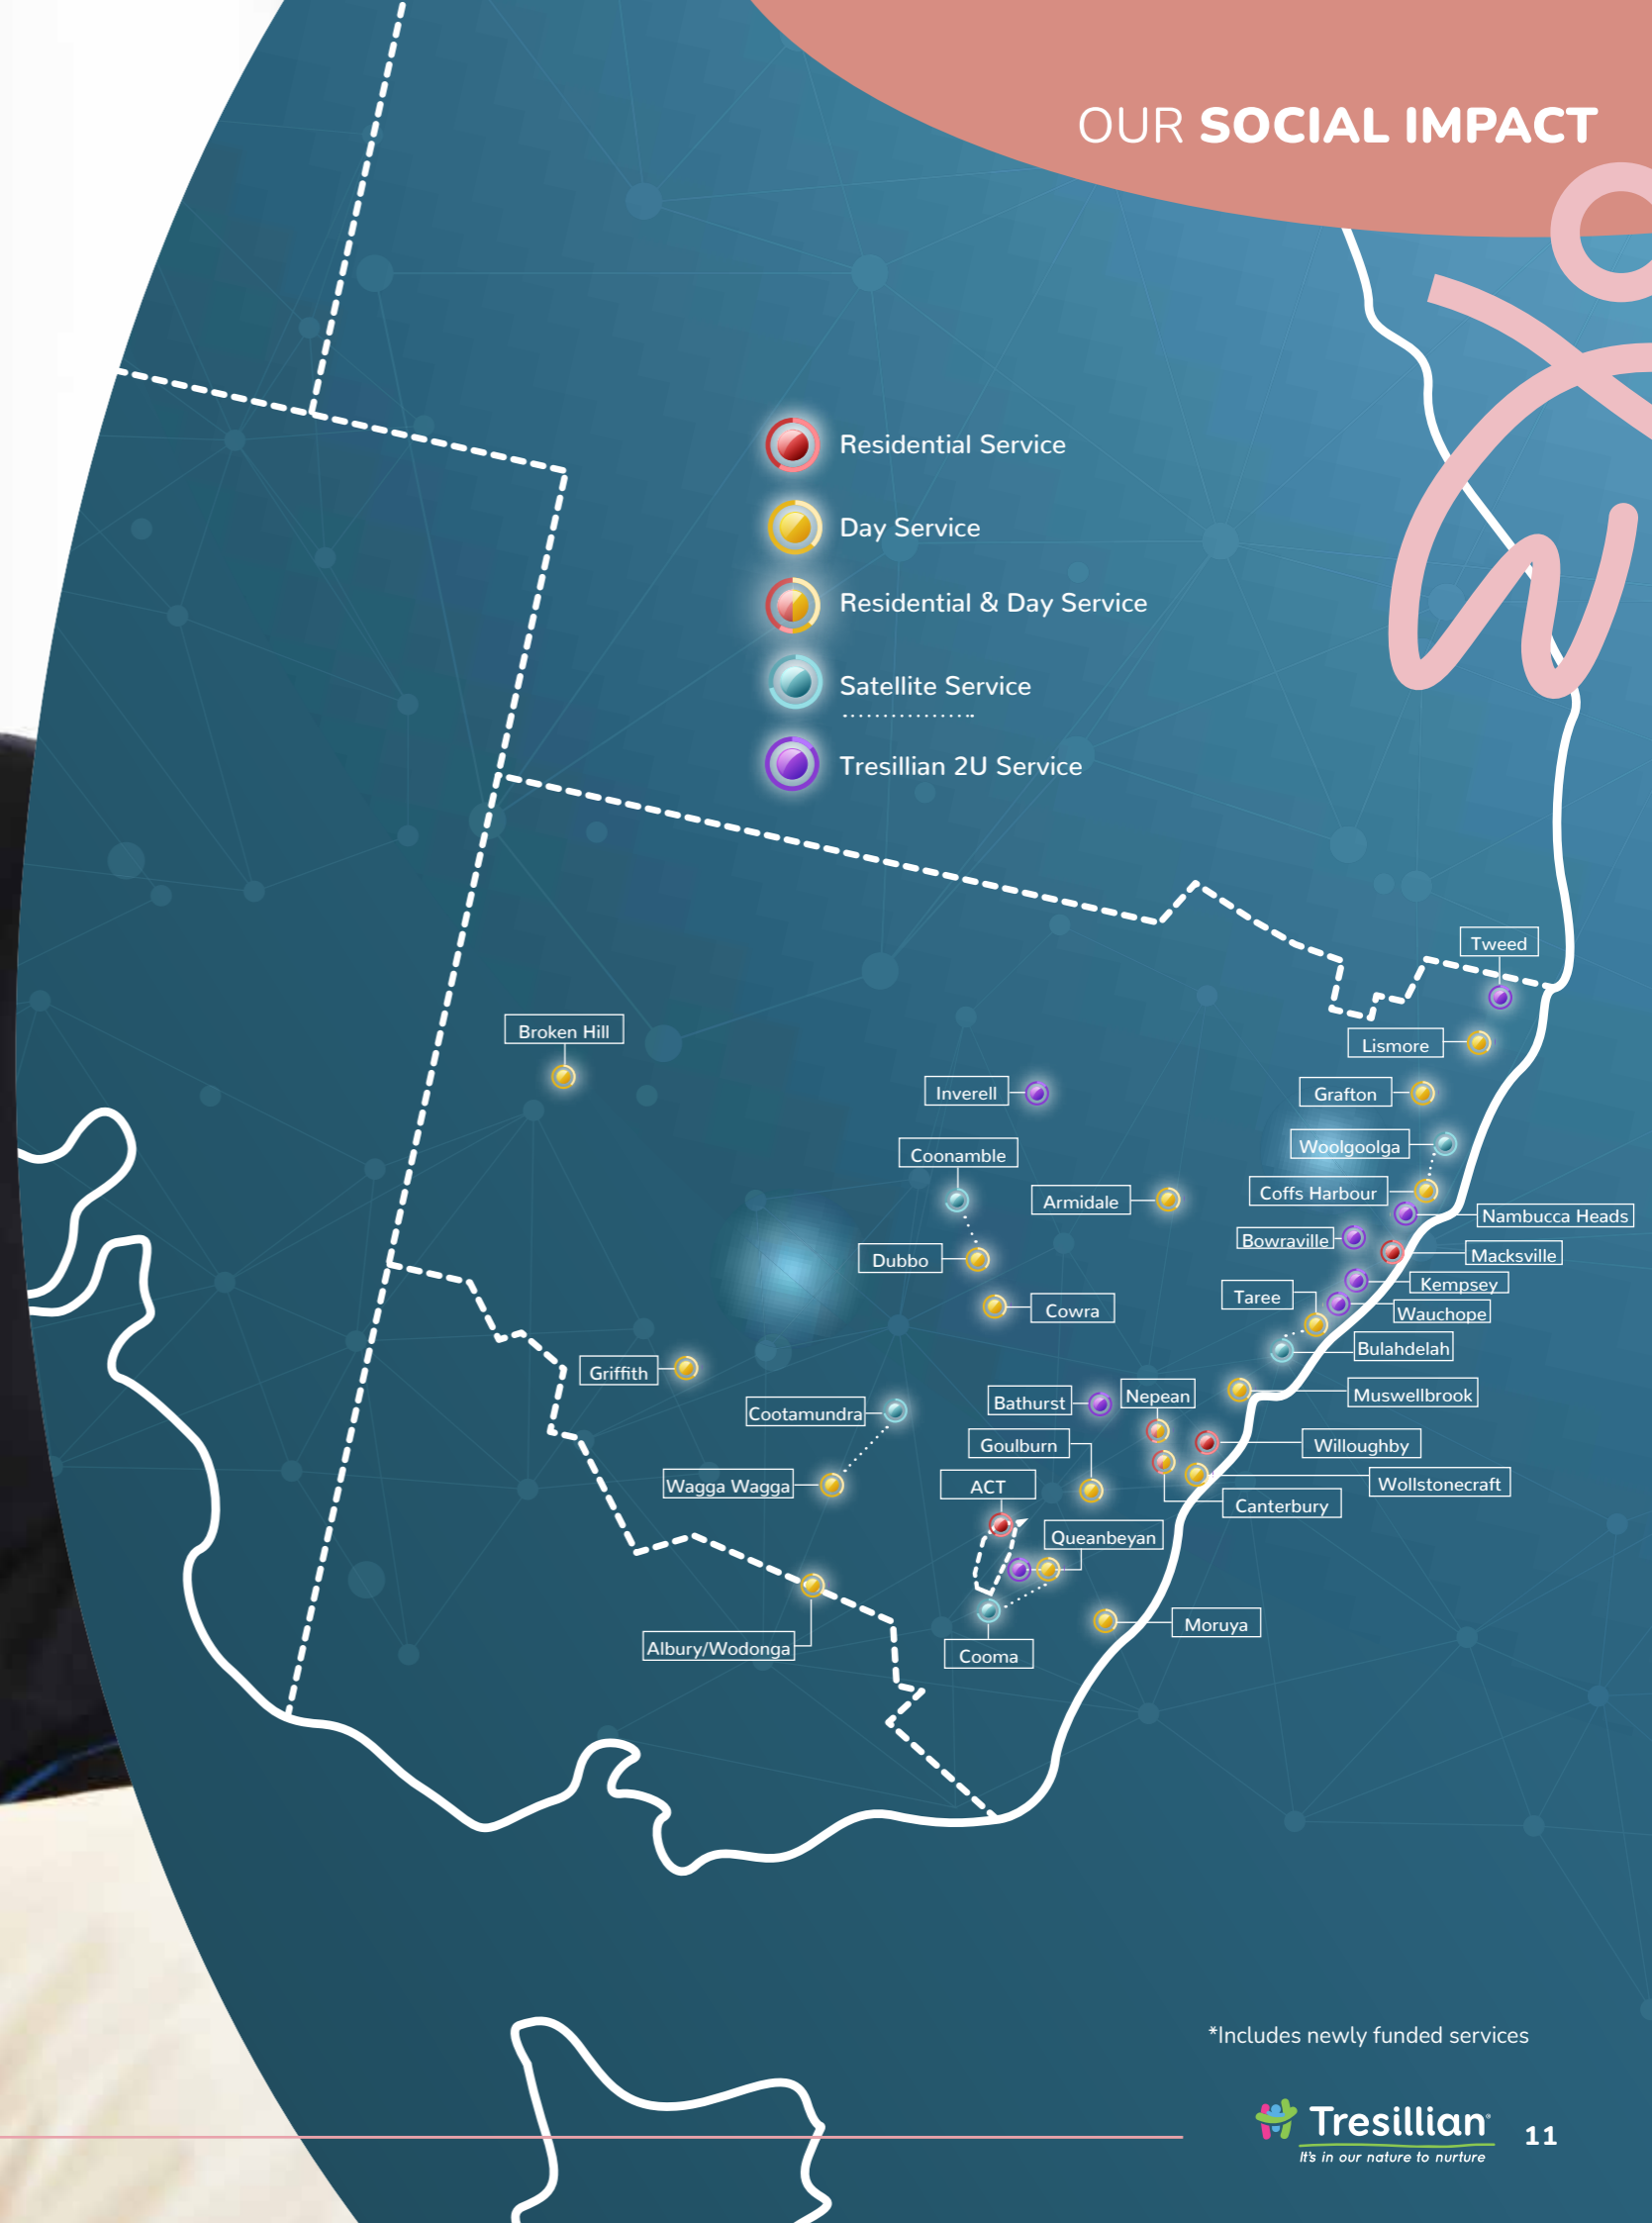 OUR SOCIAL IMPACT
Residential Service
Day Service
Residential & Day Service
Satellite Service
Tresillian 2U Service
Tweed
Broken Hill
Lismore
Inverell
Grafton
Woolgoolga
Coonamble
Armidale
Coffs Harbour
Nambucca Heads
Bowraville
Macksville
Dubbo
Kempsey
Taree
Cowra
Wauchope
Bulahdelah
Griffith
Muswellbrook
Nepean
Bathurst
Cootamundra
Goulburn
Willoughby
Wagga Wagga
ACT
Wollstonecraft
Canterbury
Queanbeyan
Moruya
Albury/Wodonga
Cooma
*Includes newly funded services
Tresillian
It's in our nature to nurture
11